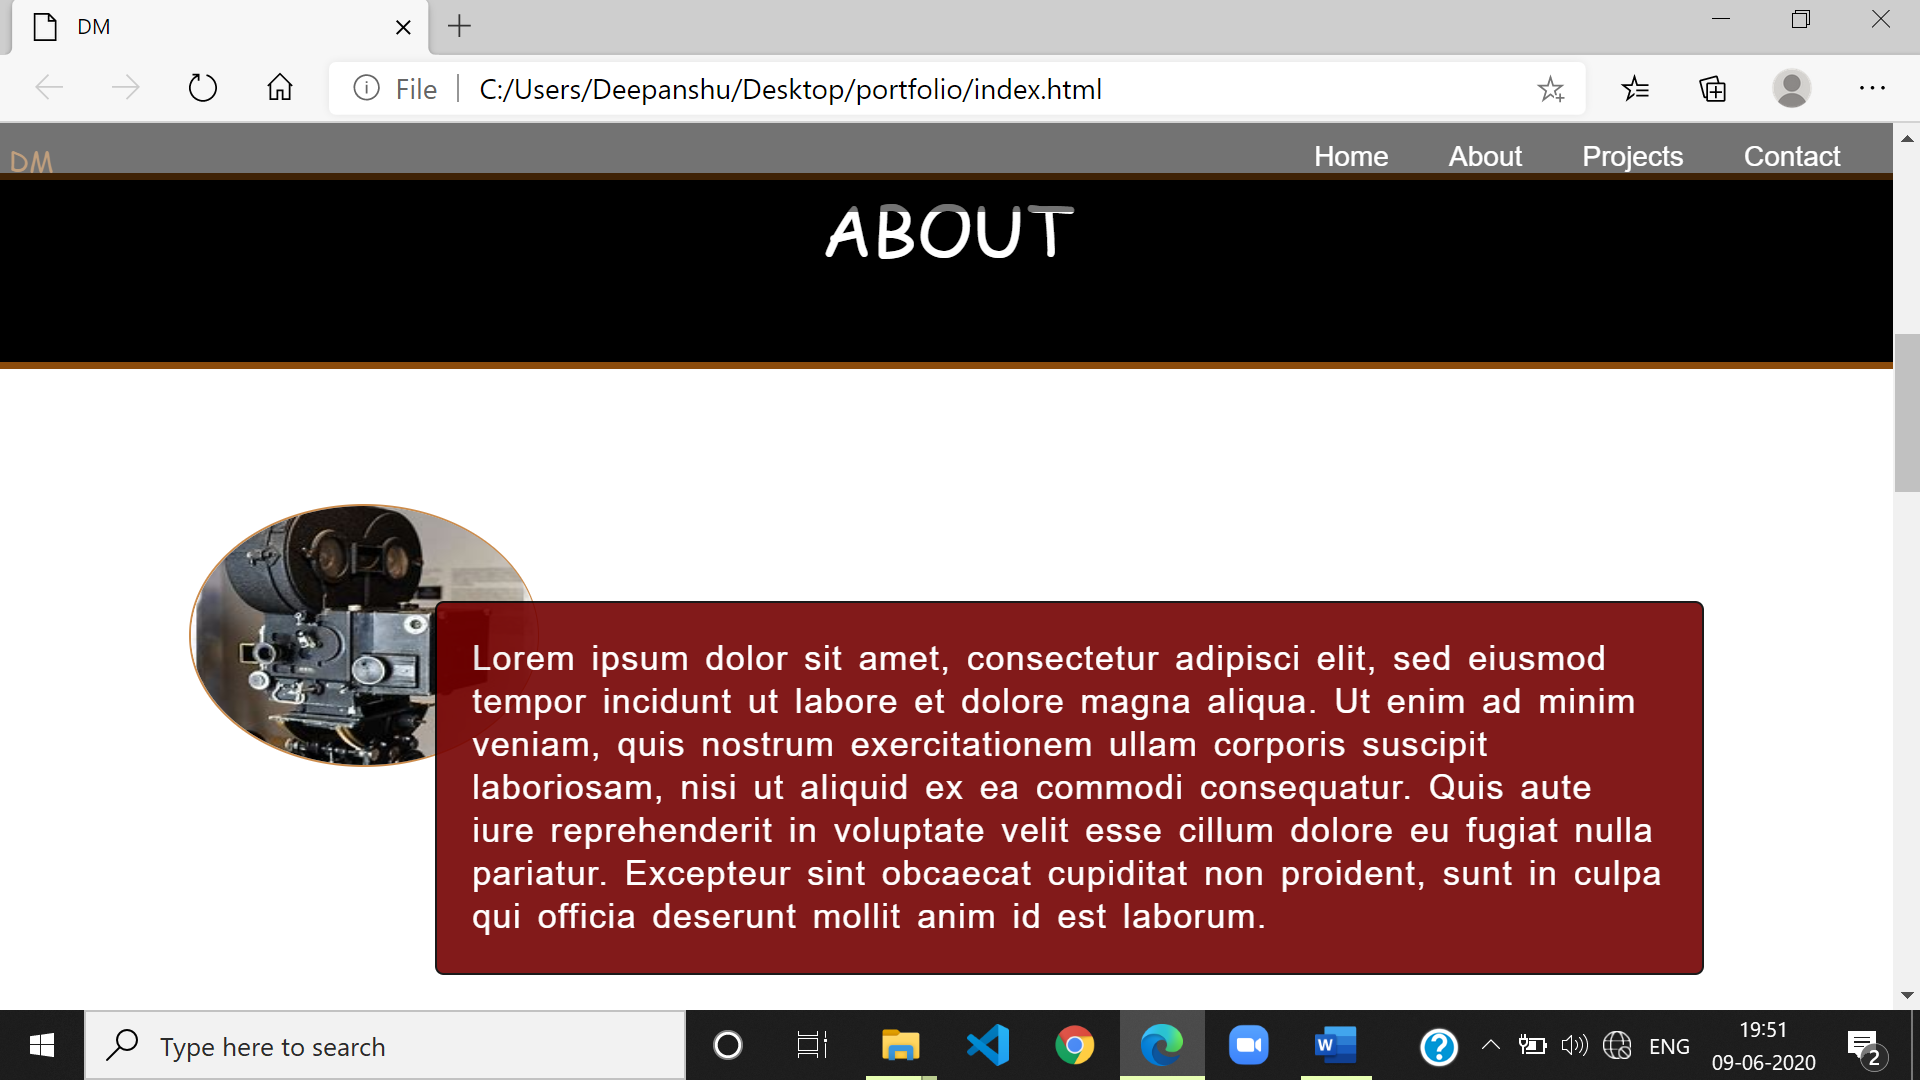 DM
File
C:/Users/Deepanshu/Desktop/portfolio/index.html
DM
Home About Projects Contact
ABOUT
Lorem ipsum dolor sit amet, consectetur adipisci elit, sed eiusmod
tempor incidunt ut labore et dolore magna aliqua. Ut enim ad minim
veniam, quis nostrum exercitationem ullam corporis suscipit
laboriosam, nisi ut aliquid ex ea commodi consequatur. Quis aute
iure reprehenderit in voluptate velit esse cillum dolore eu fugiat nulla
pariatur. Excepteur sint obcaecat cupiditat non proident, sunt in culpa
qui officia deserunt mollit anim id est laborum.
Type here to search
W
?
ENG
19:51
09-06-2020
2